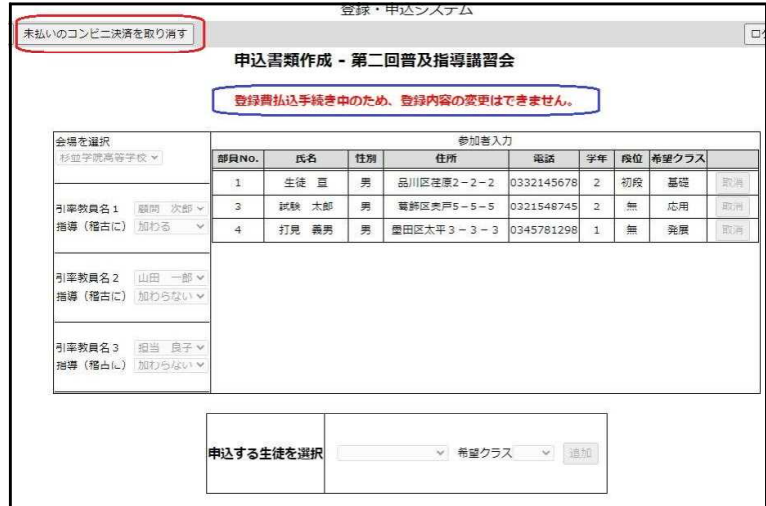 登録・申込システム
未払いのコンビニ決済を取り消す
ログ
申込書類作成 - 第二回普及指導講習会
登録費払込手続き中のため、登録内容の変更はできません。
会場を選択
杉並学院高等学校
引率教員名1 顧問 次郎
指導（稽古に） 加わる
引率教員名2 山田 一郎
指導（稽古に） 加わらない
引率教員名3 担当 良子
指導（稽古に） 加わらない
参加者入力
部員No. 氏名 性別 住所 電話 学年 段位 希望クラス
1 生徒 亘 男 品川区荏原2-2-2 0332145678 2 初段 基礎 取消
3 試験 太郎 男 葛飾区奥戸5-5-5 0321548745 2 無 応用 取消
4 打見 義男 男 墨田区太平3-3-3 0345781298 1 無 発展 取消
申込する生徒を選択 希望クラス 追加